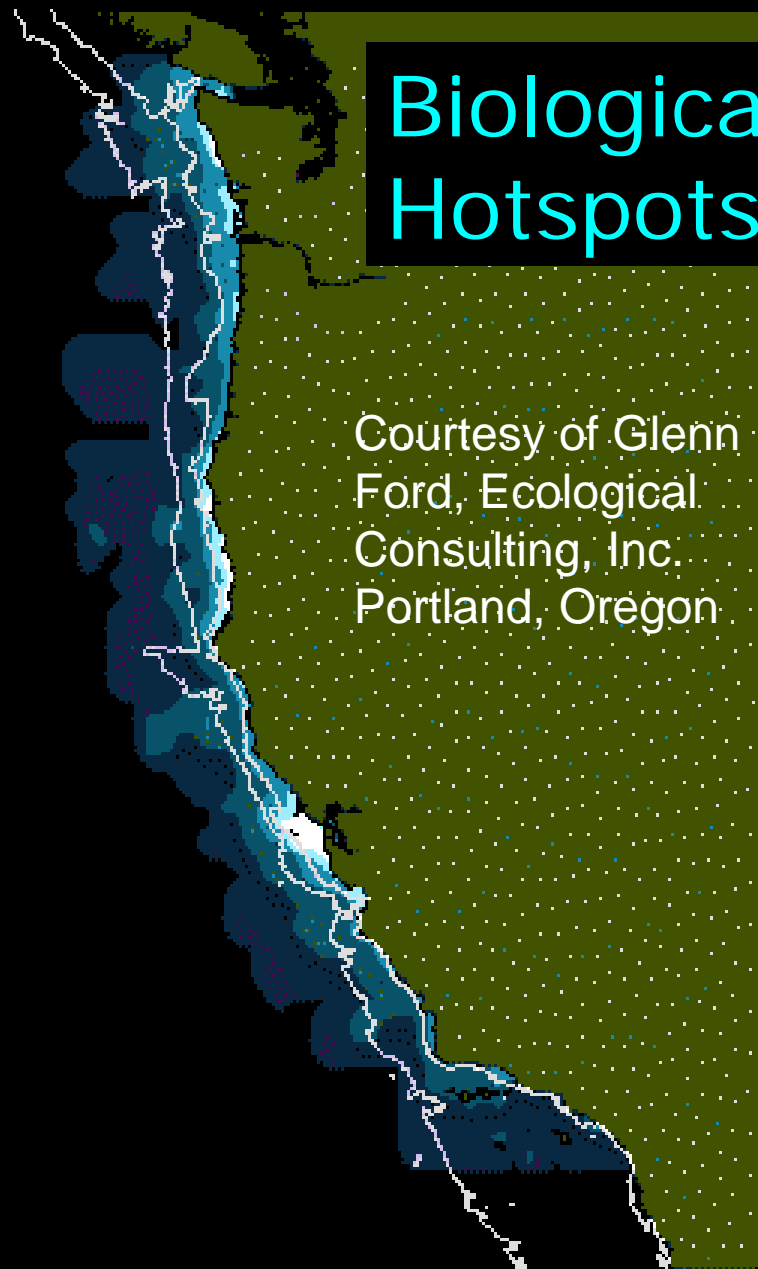 Biologica
Hotspots
Courtesy of Glenn
Ford, Ecological
Consulting, Inc.
Portland, Oregon